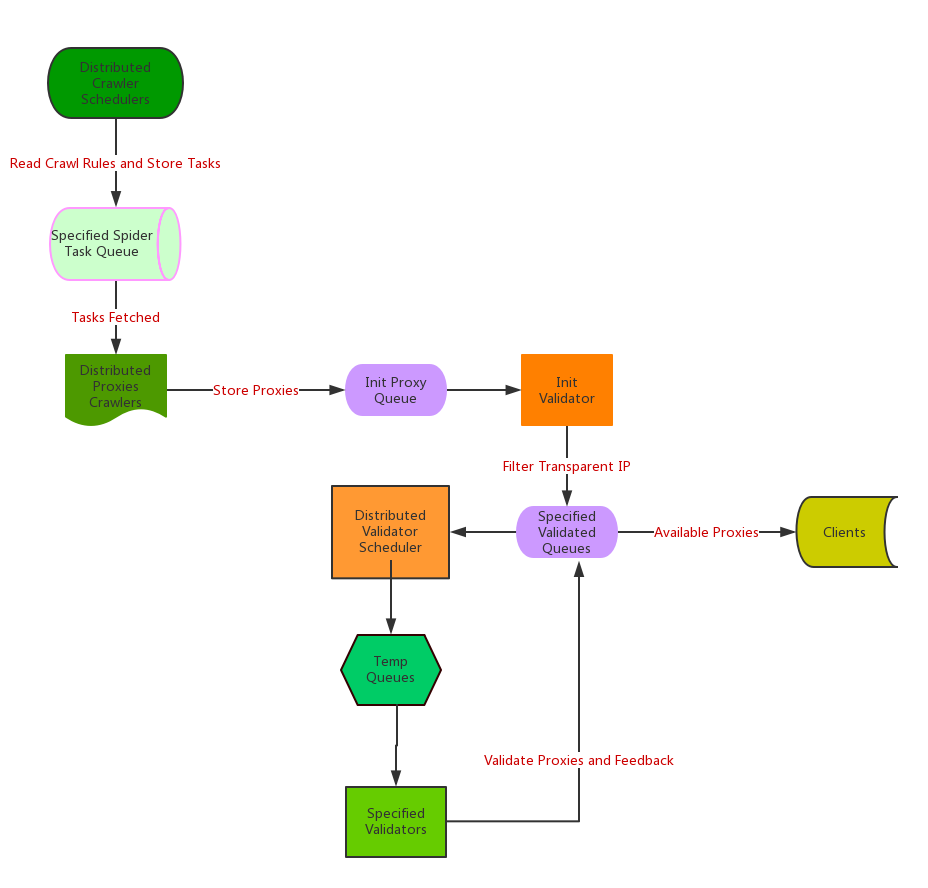 Distributed
Crawler
Schedulers
Read Crawl Rules and Store Tasks
Specified Spider
Task Queue
Tasks Fetched
Distributed
Proxies
Crawlers
Store Proxies
Init Proxy
Queue
Init
Validator
Filter Transparent IP
Distributed
Validator
Scheduler
Specified
Validated
Queues
Available Proxies
Clients
Temp
Queues
Validate Proxies and Feedback
Specified
Validators